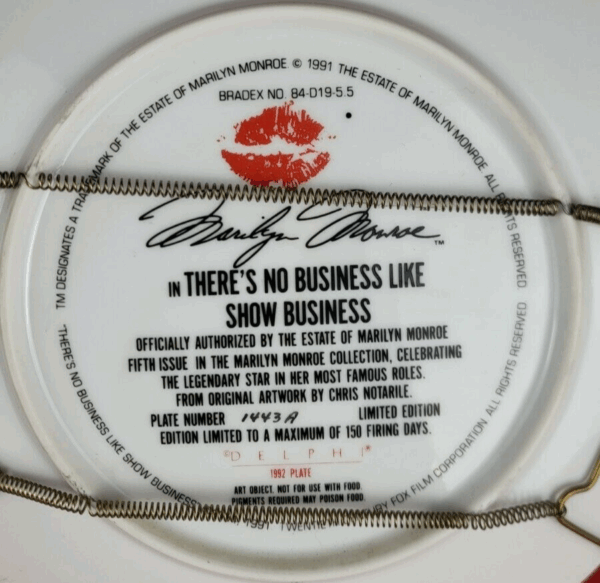 TM DESIGNATES A TRADEMARK OF THE ESTATE OF MARILYN MONROE © 1991 THE ESTATE OF MARILYN MONROE ALL RIGHTS RESERVED
BRADEX NO. 84-D19-5.5
Marilyn Monroe ™
IN THERE'S NO BUSINESS LIKE
SHOW BUSINESS
OFFICIALLY AUTHORIZED BY THE ESTATE OF MARILYN MONROE
FIFTH ISSUE IN THE MARILYN MONROE COLLECTION, CELEBRATING
THE LEGENDARY STAR IN HER MOST FAMOUS ROLES.
FROM ORIGINAL ARTWORK BY CHRIS NOTARILE.
PLATE NUMBER 1443A LIMITED EDITION
EDITION LIMITED TO A MAXIMUM OF 150 FIRING DAYS.
©DELPHI®
1992 PLATE
ART OBJECT. NOT FOR USE WITH FOOD.
PIGMENTS REQUIRED MAY POISON FOOD.
THERE'S NO BUSINESS LIKE SHOW BUSINESS 1991 FOX FILM CORPORATION ALL RIGHTS RESERVED